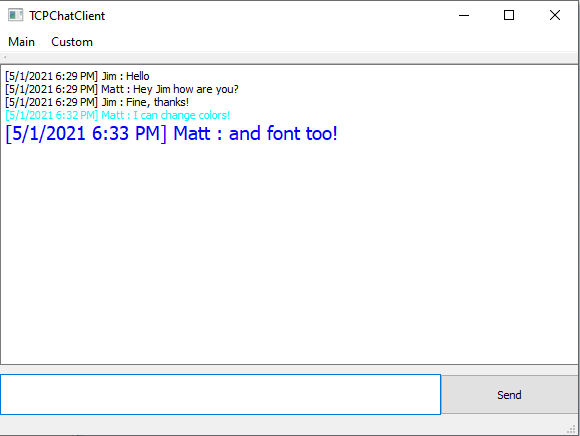 TCPChatClient
Main Custom
[5/1/2021 6:29 PM] Jim : Hello
[5/1/2021 6:29 PM] Matt : Hey Jim how are you?
[5/1/2021 6:29 PM] Jim : Fine, thanks!
[5/1/2021 6:32 PM] Matt : I can change colors!
[5/1/2021 6:33 PM] Matt : and font too!
Send